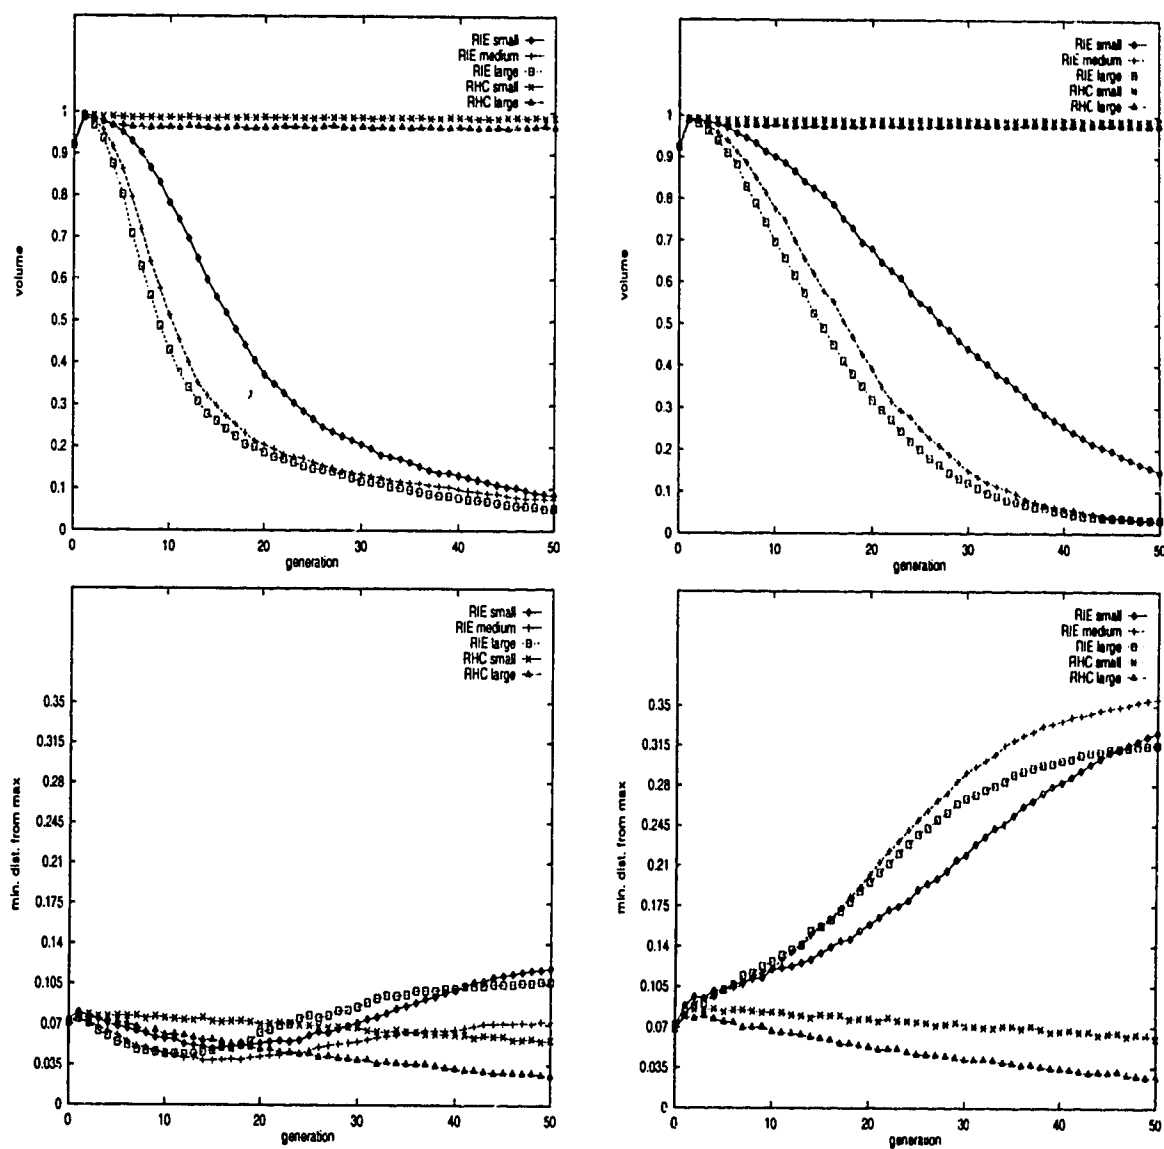 RIE small
RIE medium
RIE large
RHC small
RHC large
1
0.9
0.8
0.7
0.6
0.5
0.4
0.3
0.2
0.1
0
volume
0 10 20 30 40 50
generation
RIE small
RIE medium
RIE large
RHC small
RHC large
1
0.9
0.8
0.7
0.6
0.5
0.4
0.3
0.2
0.1
0
volume
0 10 20 30 40 50
generation
RIE small
RIE medium
RIE large
RHC small
RHC large
0.35
0.315
0.28
0.245
0.21
0.175
0.14
0.105
0.07
0.035
0
min. dist. from max
0 10 20 30 40 50
generation
RIE small
RIE medium
RIE large
RHC small
RHC large
0.35
0.315
0.28
0.245
0.21
0.175
0.14
0.105
0.07
0.035
0
min. dist. from max
0 10 20 30 40 50
generation